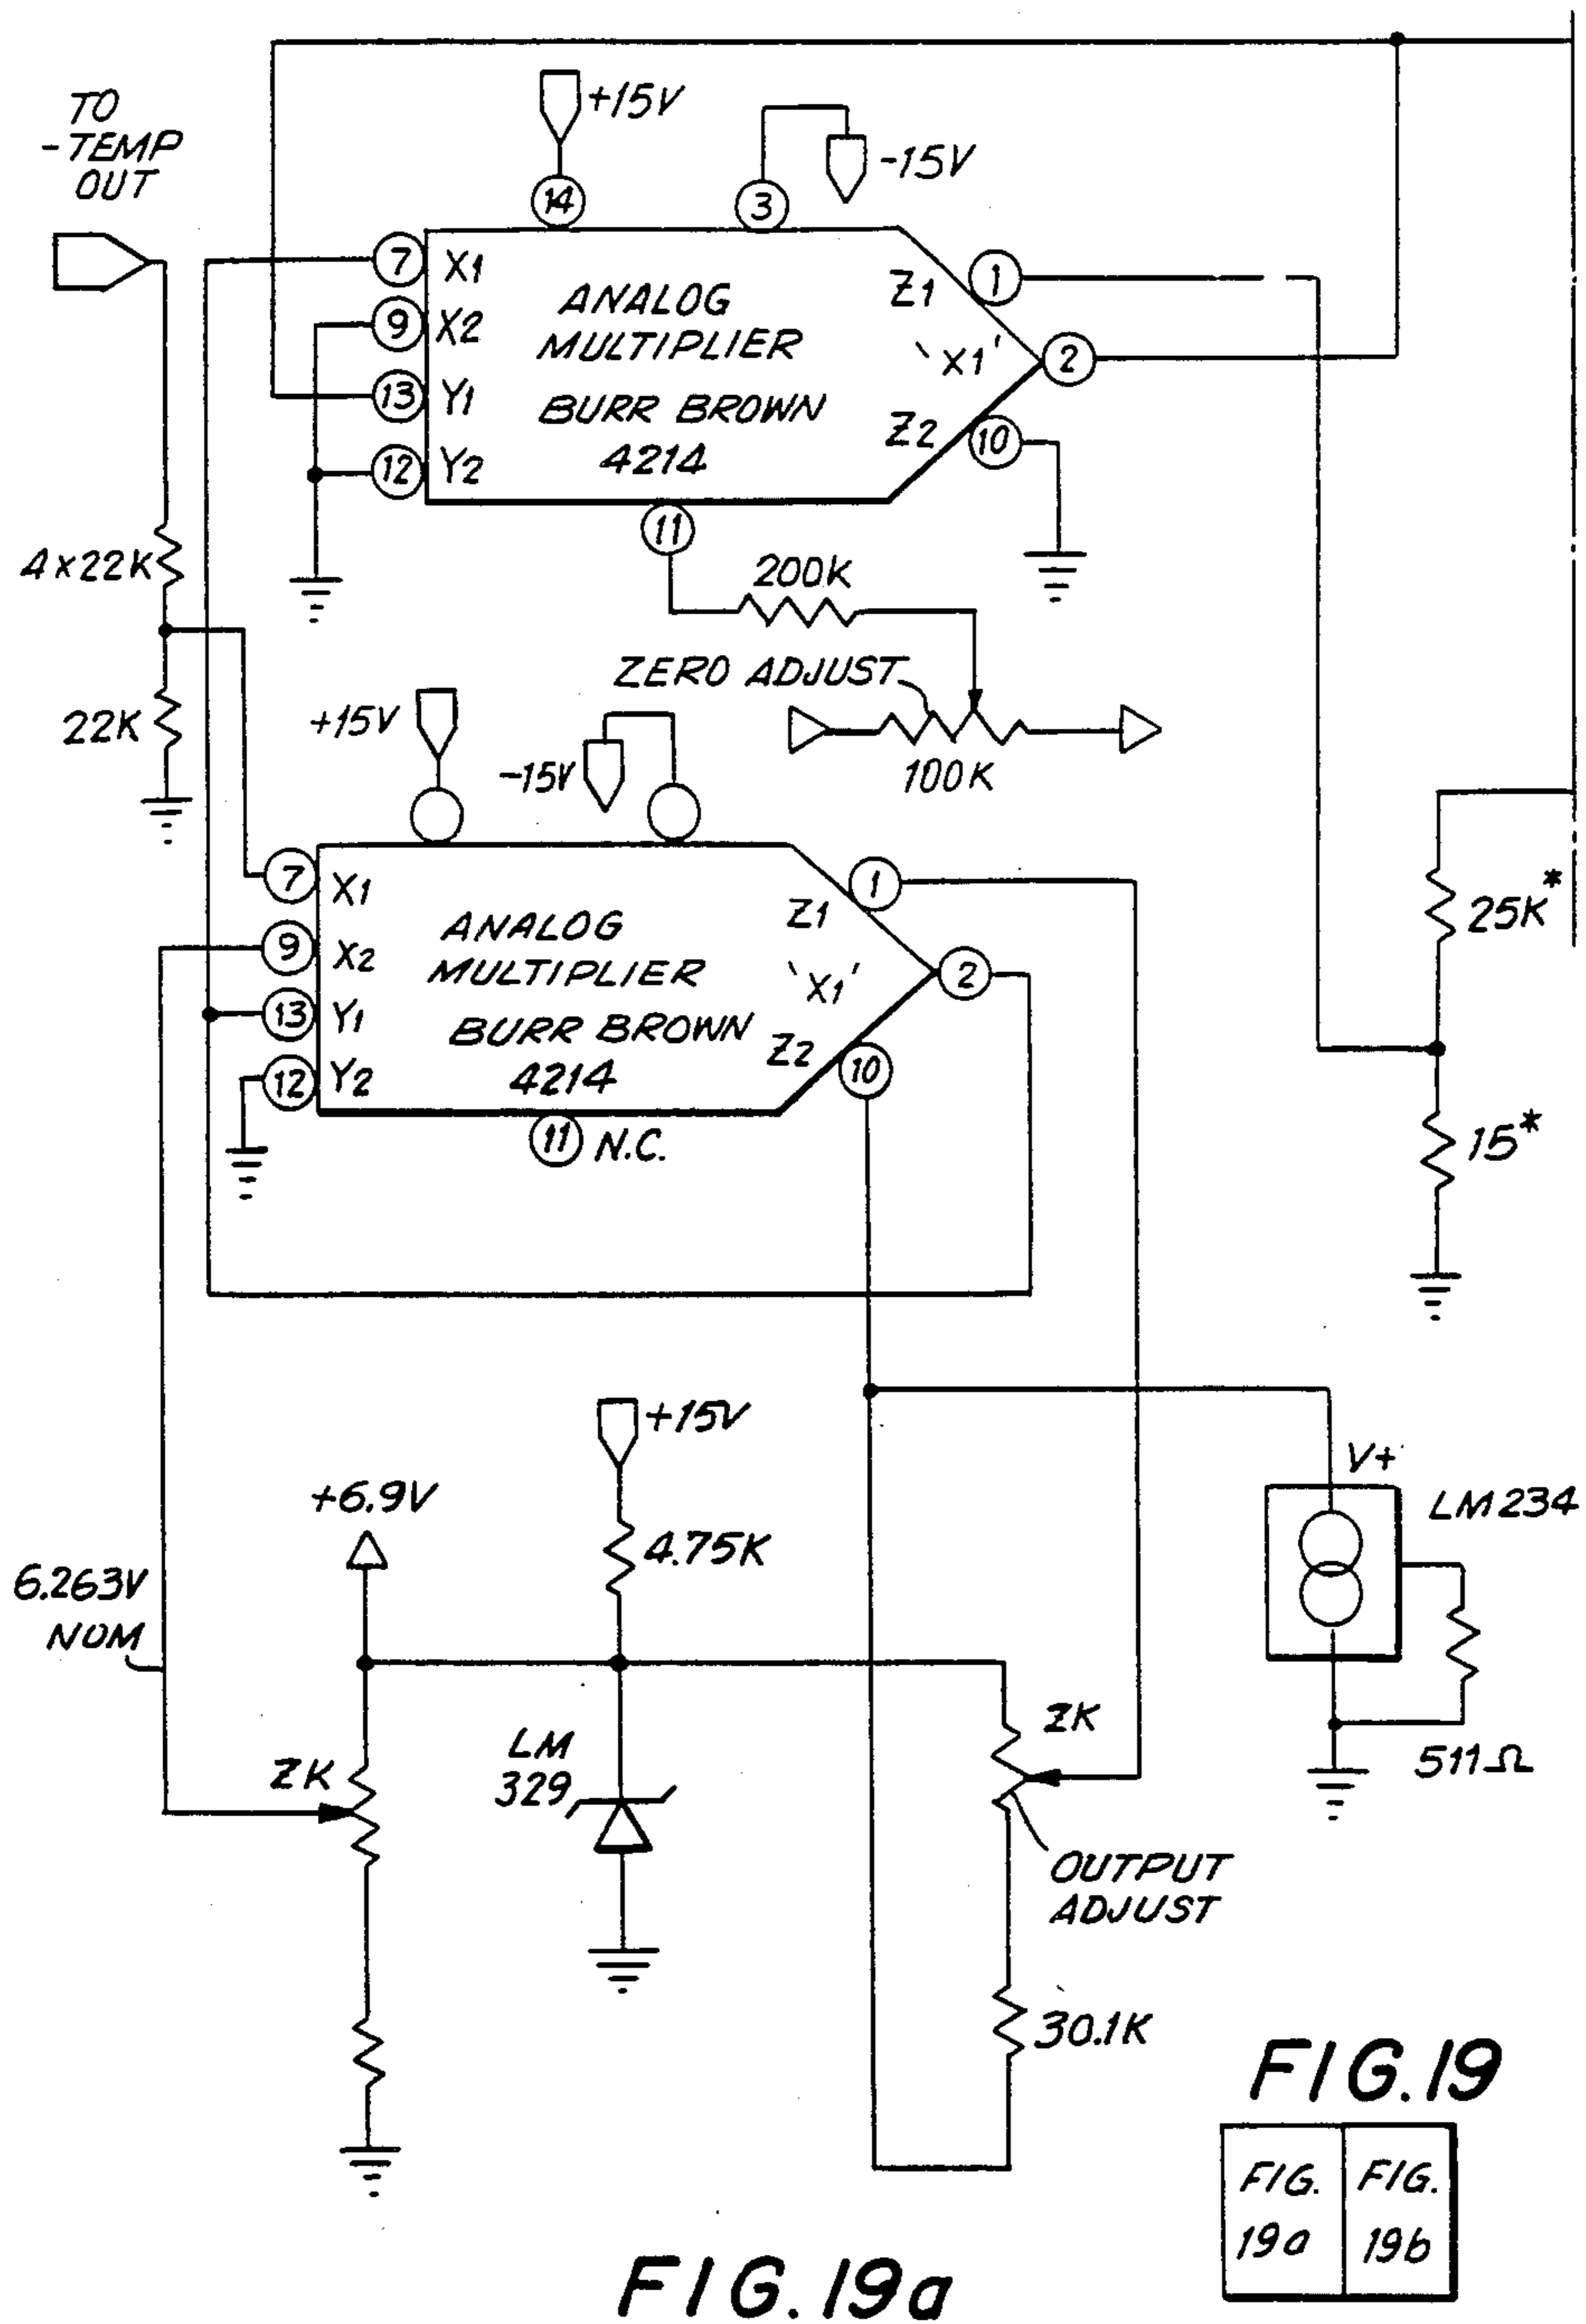 TO
-TEMP
OUT
+15V
-15V
14
3
7
X1
9
X2
13
Y1
12
Y2
ANALOG
MULTIPLIER
BURR BROWN
4214
Z1
1
'X1'
2
Z2
10
11
4x22K
200K
ZERO ADJUST
22K
100K
+15V
-15V
7
X1
9
X2
13
Y1
12
Y2
ANALOG
MULTIPLIER
BURR BROWN
4214
Z1
1
'X1'
2
Z2
10
11 N.C.
25K*
15*
+15V
+6.9V
4.75K
V+
LM234
6.263V
NOM
ZK
LM
329
ZK
511Ω
OUTPUT
ADJUST
30.1K
FIG.19
FIG.
19a
FIG.
19b
FIG.19a